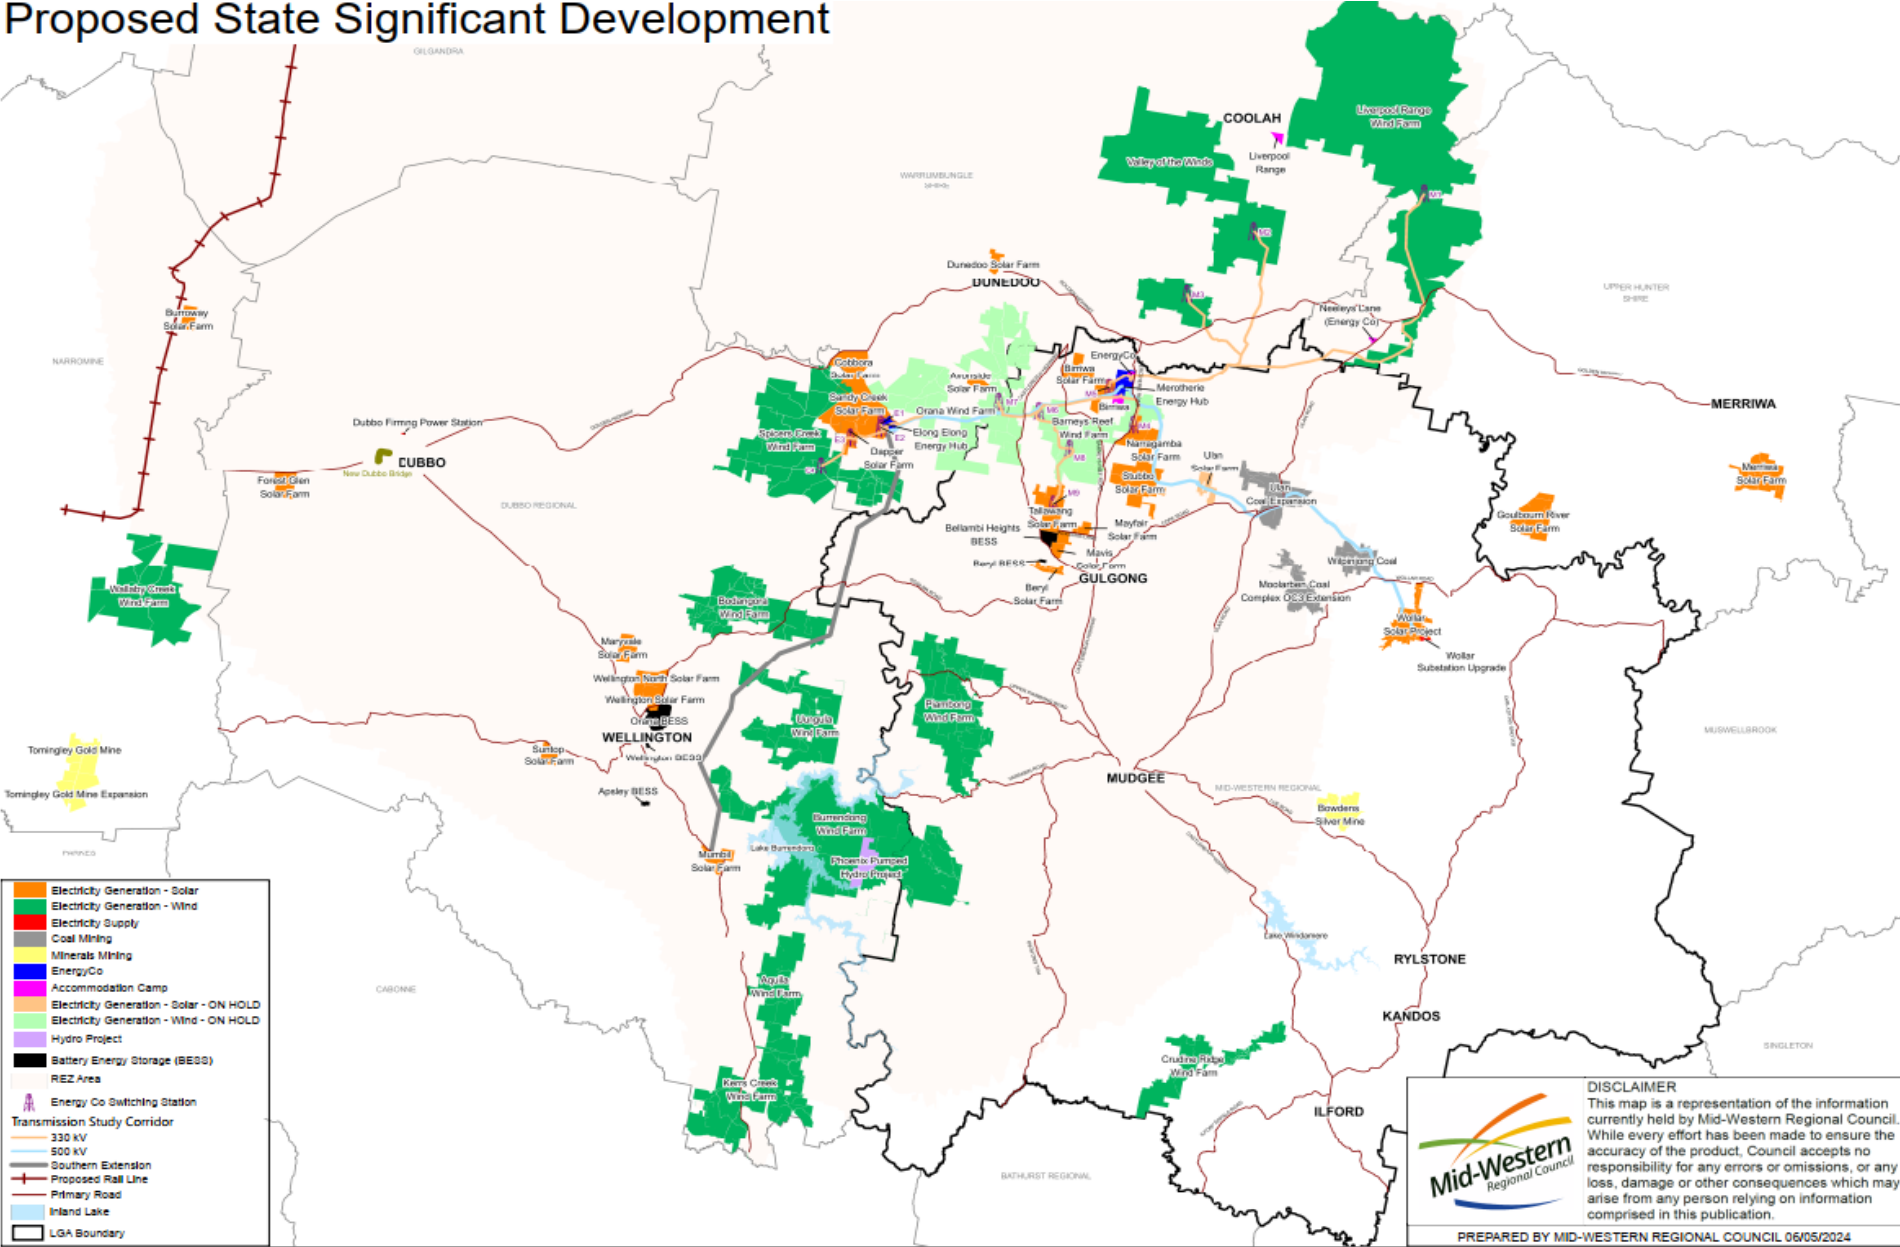 Proposed State Significant Development
GILGANDRA
COOLAH
Liverpool Range
Wind Farm
Valley of the Winds
Liverpool
Range
WARRUMBUNGLE
SHIRE
M1
M2
M3
Dunedoo Solar Farm
DUNEDOO
UPPER HUNTER
SHIRE
Neeleys Lane
(Energy Co)
Burroway
Solar Farm
NARROMINE
MERRIWA
Cobbora
Solar Farm
Avonside
Solar Farm
EnergyCo
Birriwa
Solar Farm
Merotherie
Energy Hub
M5
Birriwa
Sandy Creek
Solar Farm
E1
Orana Wind Farm
M7
M6
Barneys Reef
Wind Farm
M4
Elong Elong
Energy Hub
E2
E3
Spicers Creek
Wind Farm
Dapper
Solar Farm
M8
Narragamba
Solar Farm
Stubbo
Solar Farm
Ulan
Solar Farm
Ulan
Coal Expansion
Dubbo Firming Power Station
DUBBO
New Dubbo Bridge
Forest Glen
Solar Farm
DUBBO REGIONAL
M9
Tallawang
Solar Farm
Bellambi Heights
BESS
Mayfair
Solar Farm
Mavis
Solar Farm
Beryl BESS
Beryl
Solar Farm
GULGONG
Merriwa
Solar Farm
Goulbourn River
Solar Farm
Wilpinjong Coal
Moolarben Coal
Complex OC3 Extension
Wollar
Solar Project
Wollar
Substation Upgrade
Wallaby Creek
Wind Farm
Bodangora
Wind Farm
Maryvale
Solar Farm
Wellington North Solar Farm
Wellington Solar Farm
Orana BESS
WELLINGTON
Wellington BESS
Suntop
Solar Farm
Apsley BESS
Uungula
Wind Farm
Piambong
Wind Farm
MUSWELLBROOK
Tomingley Gold Mine
Tomingley Gold Mine Expansion
MUDGEE
MID-WESTERN REGIONAL
Bowdens
Silver Mine
PARKES
Burrendong
Wind Farm
Lake Burrendong
Phoenix Pumped
Hydro Project
Mumbil
Solar Farm
Lake Windamere
RYLSTONE
CABONNE
Aquila
Wind Farm
KANDOS
SINGLETON
Crudine Ridge
Wind Farm
Kerrs Creek
Wind Farm
ILFORD
BATHURST REGIONAL
Electricity Generation - Solar
Electricity Generation - Wind
Electricity Supply
Coal Mining
Minerals Mining
EnergyCo
Accommodation Camp
Electricity Generation - Solar - ON HOLD
Electricity Generation - Wind - ON HOLD
Hydro Project
Battery Energy Storage (BESS)
REZ Area
Energy Co Switching Station
Transmission Study Corridor
330 kV
500 kV
Southern Extension
Proposed Rail Line
Primary Road
Inland Lake
LGA Boundary
Mid-Western
Regional Council
DISCLAIMER
This map is a representation of the information
currently held by Mid-Western Regional Council.
While every effort has been made to ensure the
accuracy of the product, Council accepts no
responsibility for any errors or omissions, or any
loss, damage or other consequences which may
arise from any person relying on information
comprised in this publication.
PREPARED BY MID-WESTERN REGIONAL COUNCIL 06/05/2024